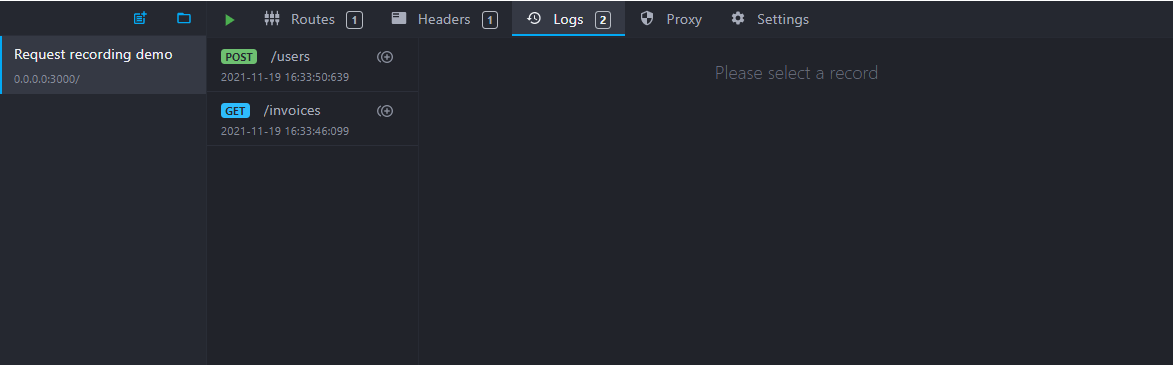 Routes 1 Headers 1 Logs 2 Proxy Settings
Request recording demo
0.0.0.0:3000/
POST /users
2021-11-19 16:33:50:639
GET /invoices
2021-11-19 16:33:46:099
Please select a record